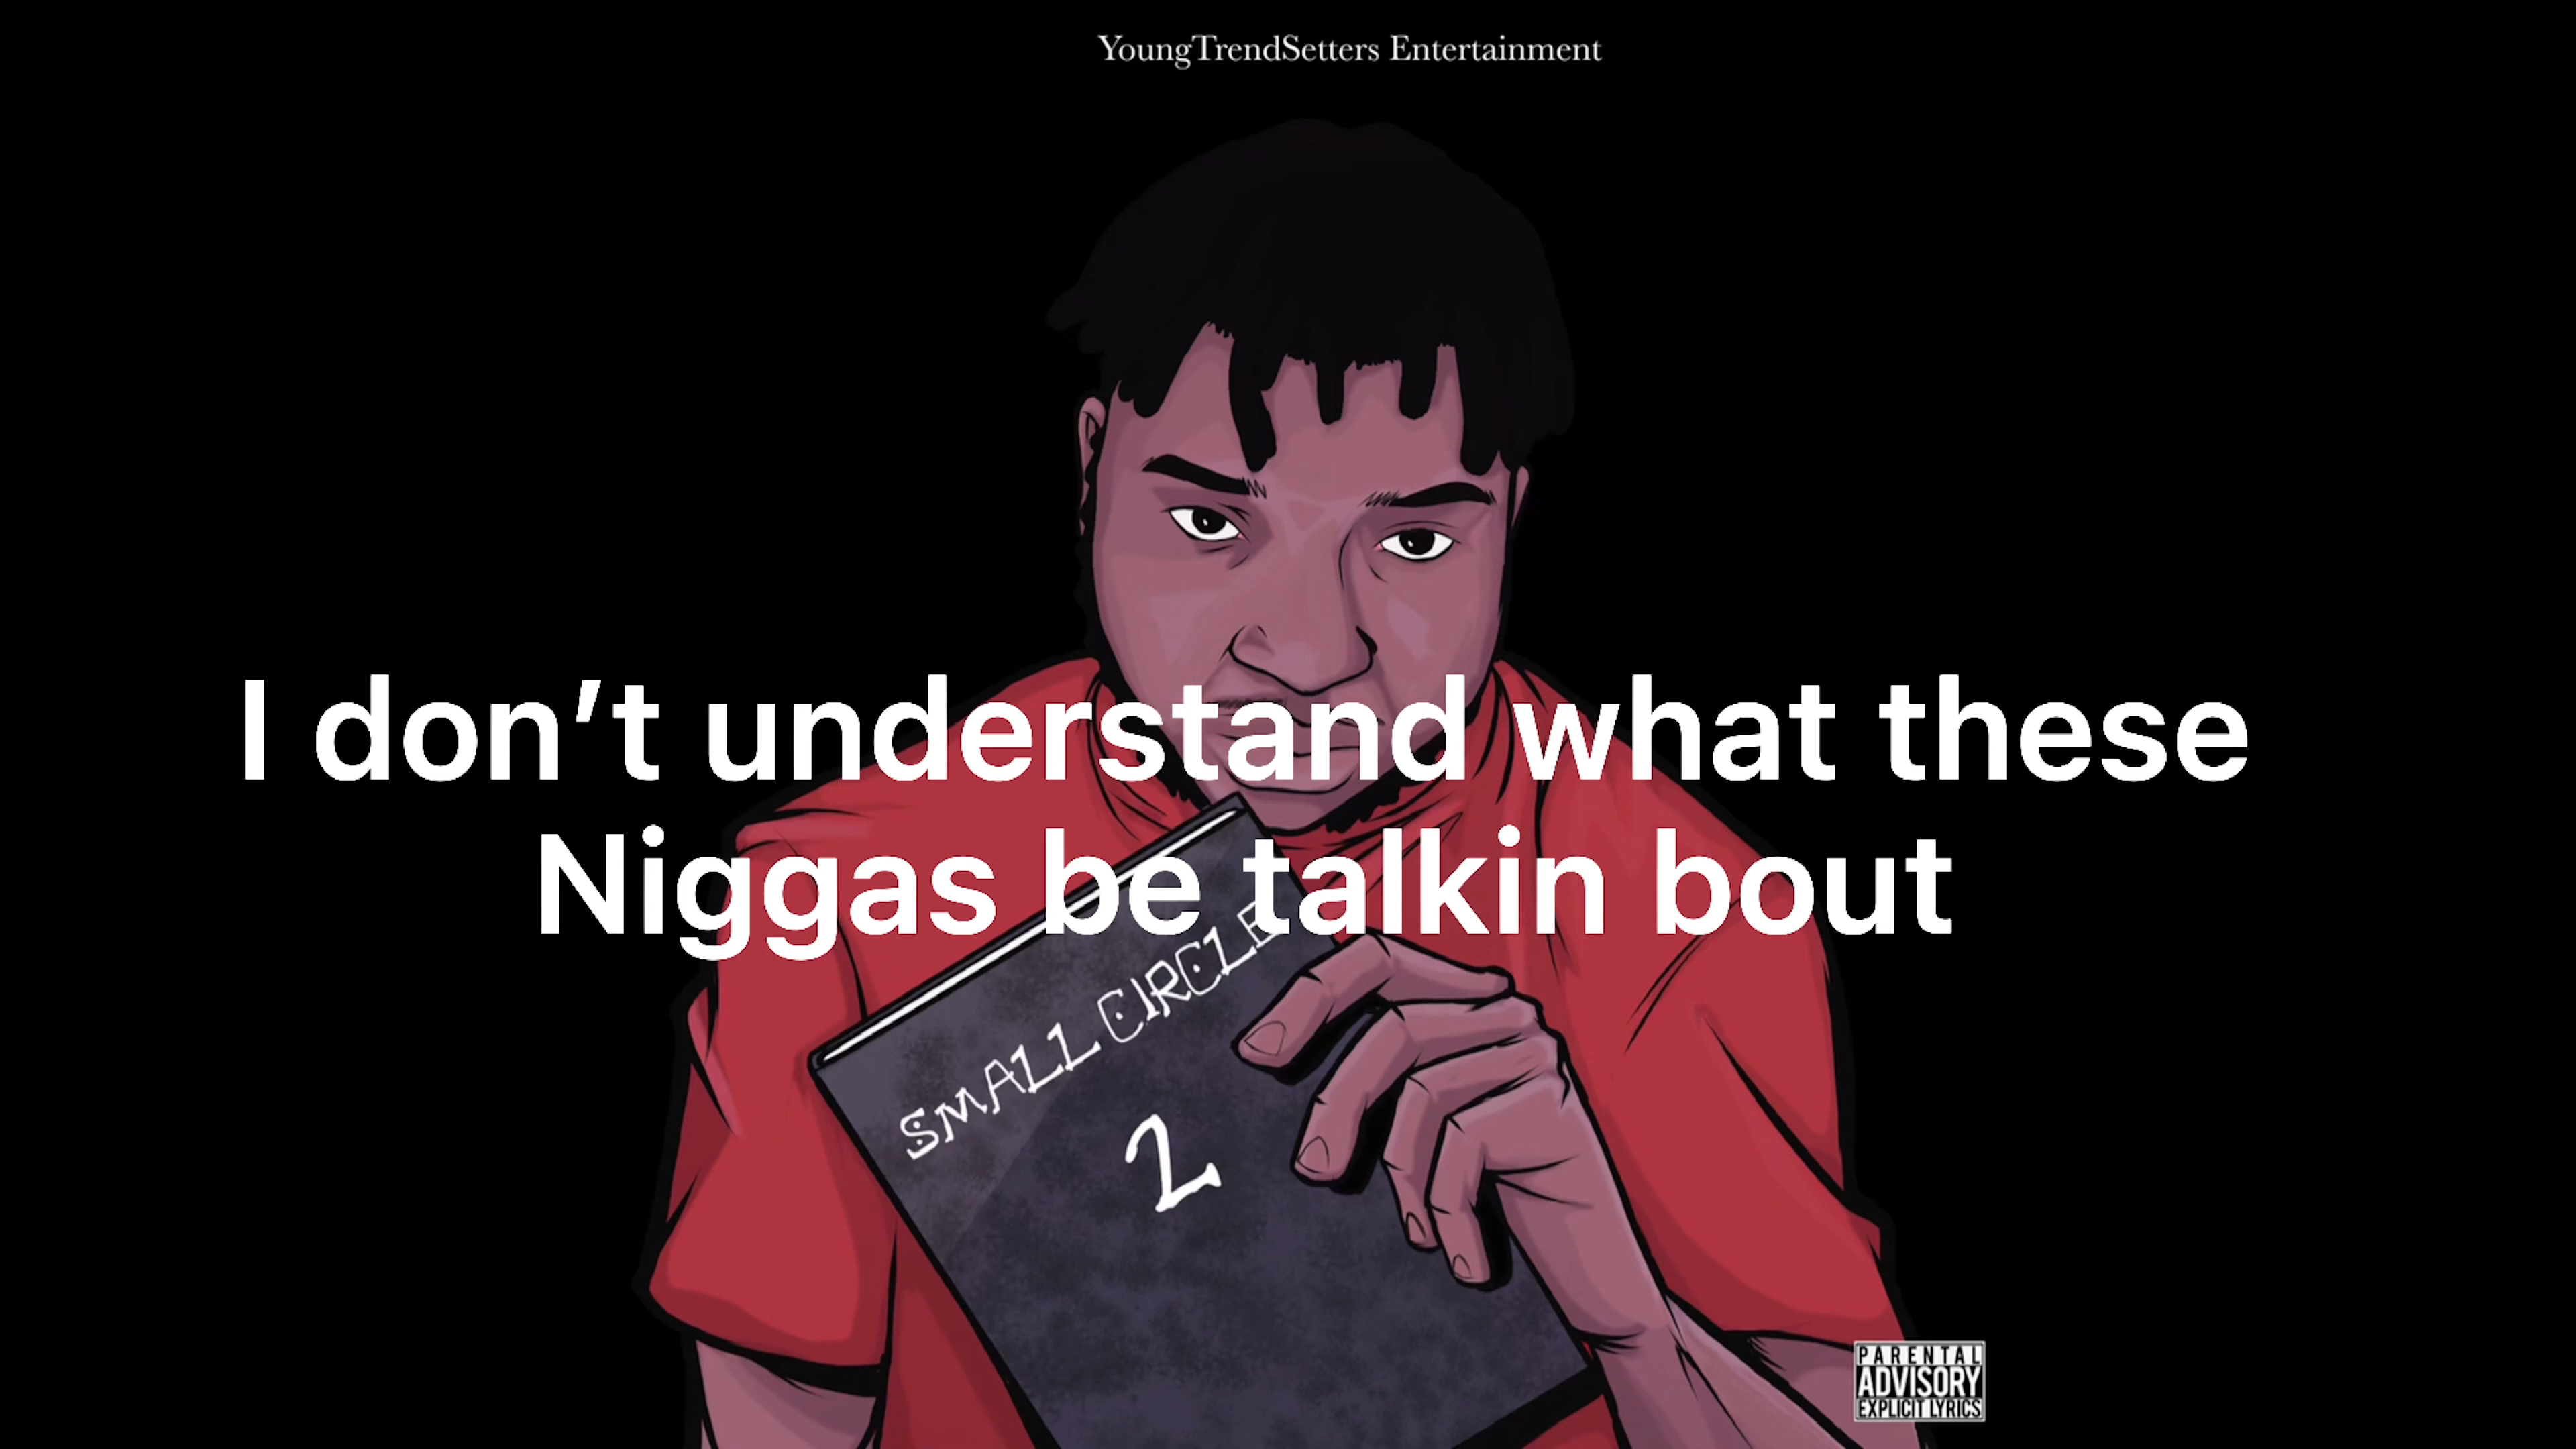 YoungTrendSetters Entertainment
I don’t understand what these
Niggas be talkin bout
SMALL CIRCLE
2
PARENTAL
ADVISORY
EXPLICIT LYRICS